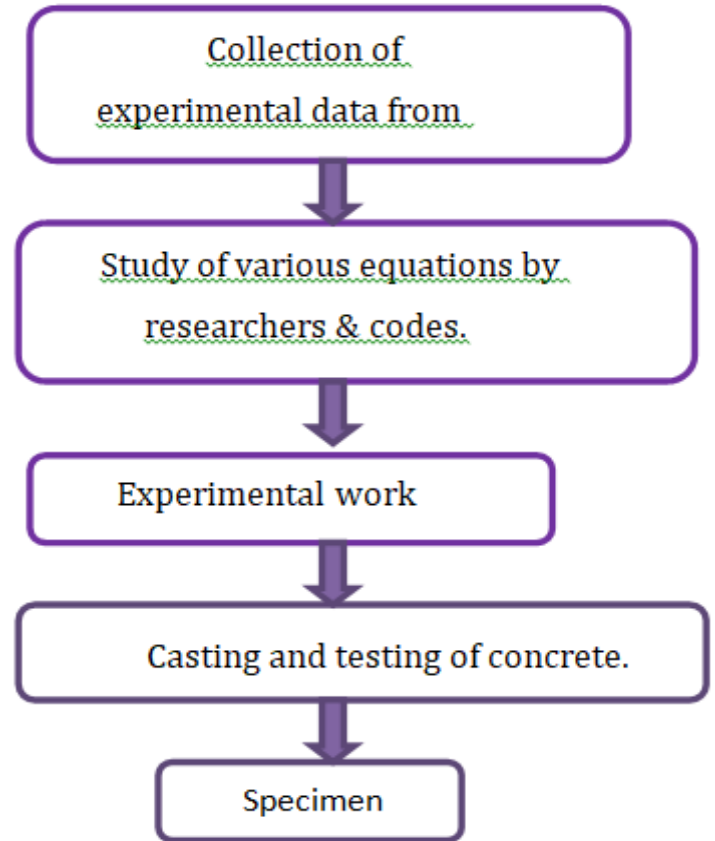 Collection of
experimental data from
Study of various equations by
researchers & codes.
Experimental work
Casting and testing of concrete.
Specimen